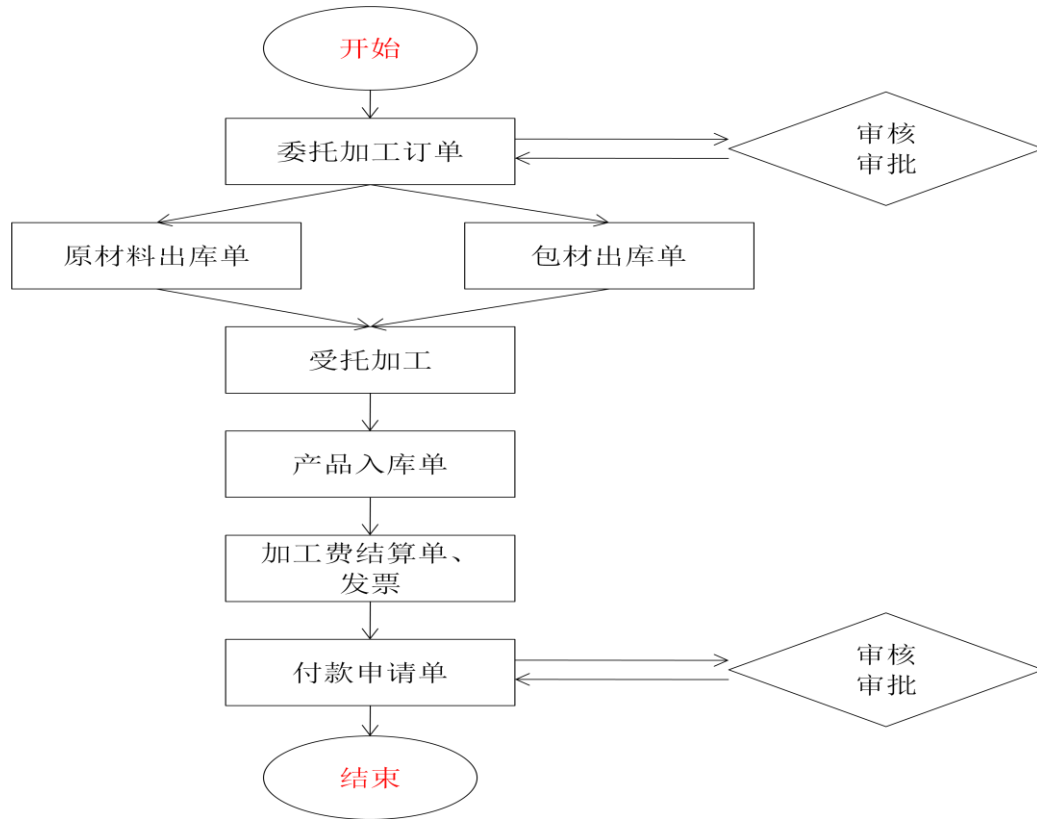 开始
委托加工订单
审核
审批
原材料出库单
包材出库单
受托加工
产品入库单
加工费结算单、
发票
付款申请单
审核
审批
结束